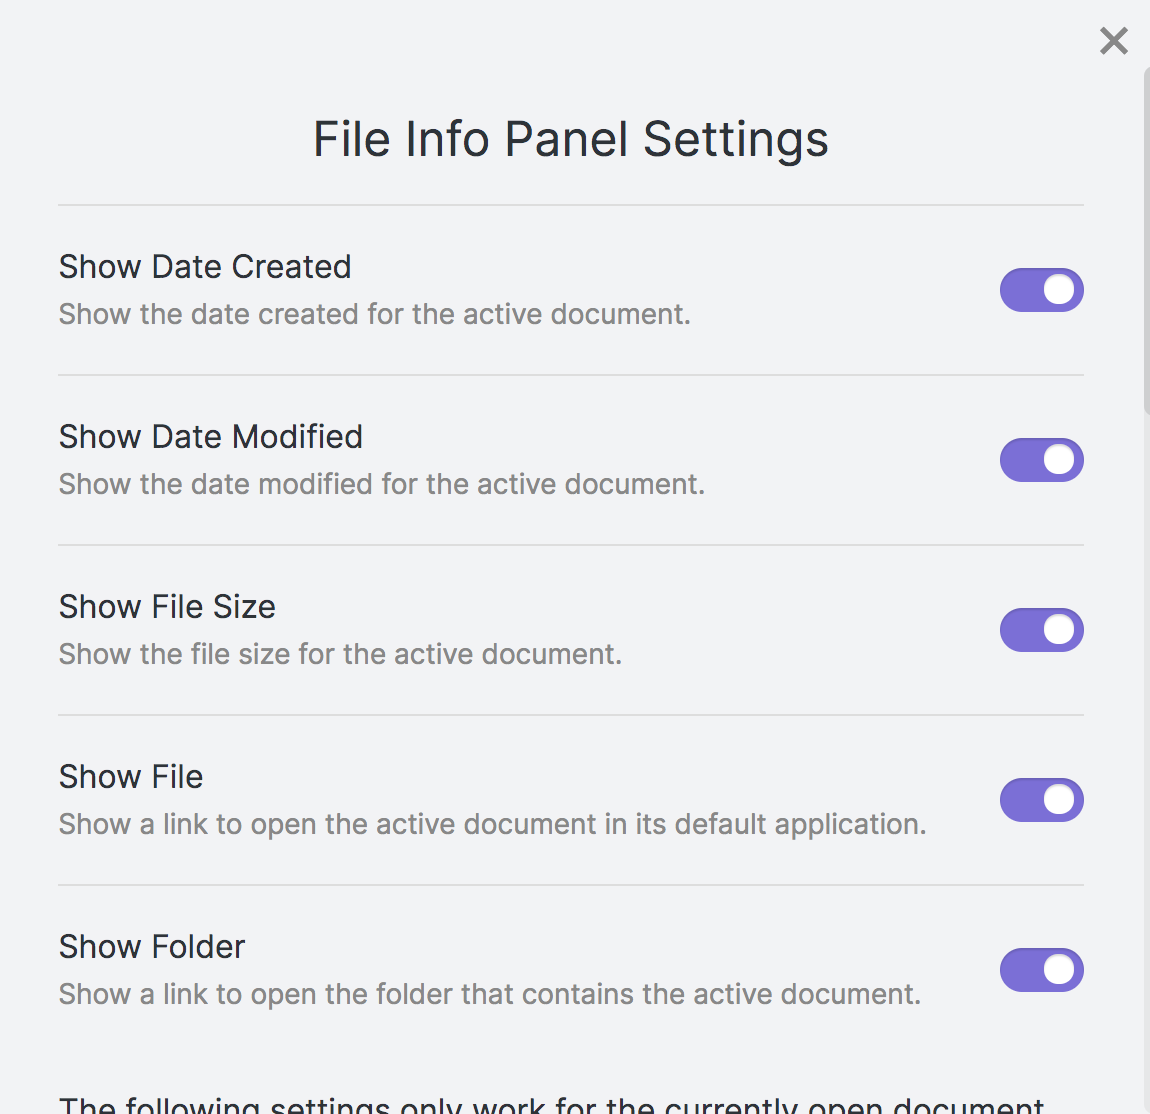 File Info Panel Settings
Show Date Created
Show the date created for the active document.
Show Date Modified
Show the date modified for the active document.
Show File Size
Show the file size for the active document.
Show File
Show a link to open the active document in its default application.
Show Folder
Show a link to open the folder that contains the active document.
The following settings only work for the currently open document